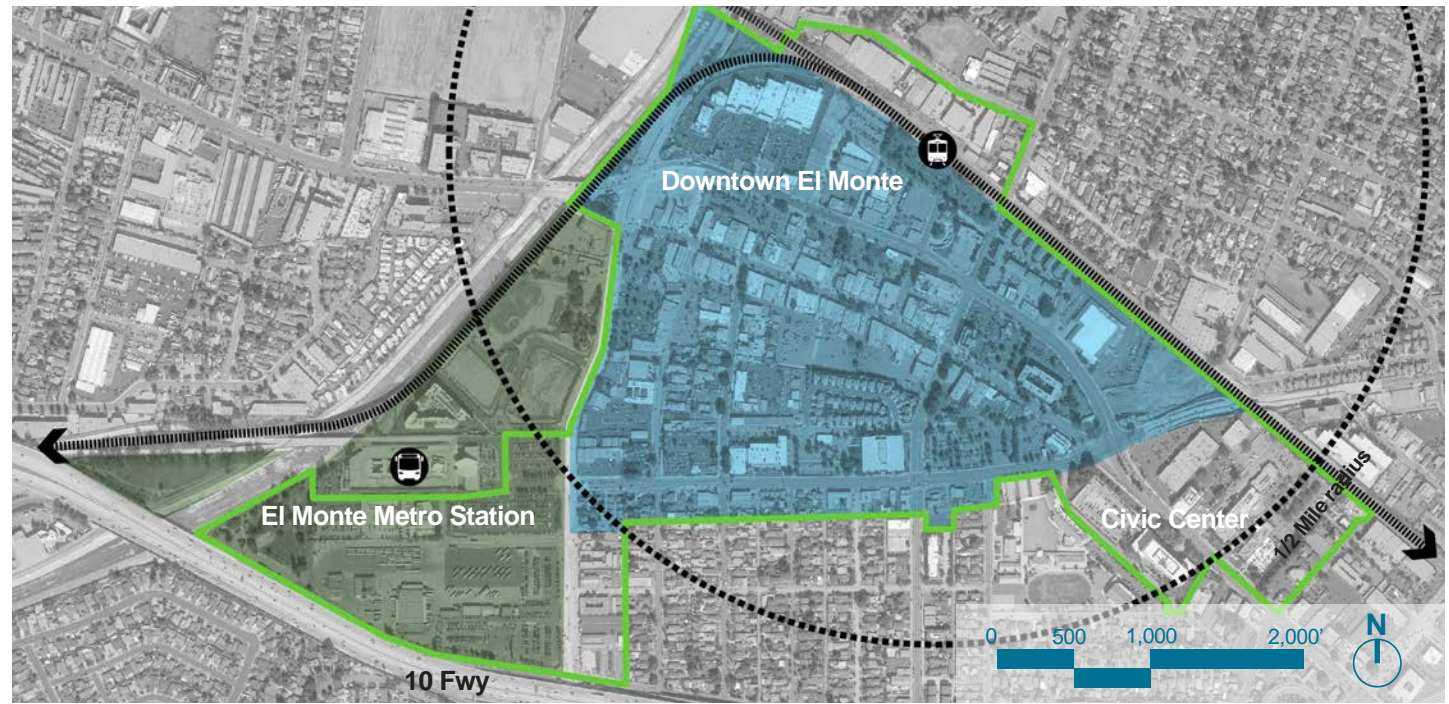 Downtown El Monte
El Monte Metro Station
Civic Center
1/2 Mile radius
10 Fwy
0 500 1,000 2,000'
N